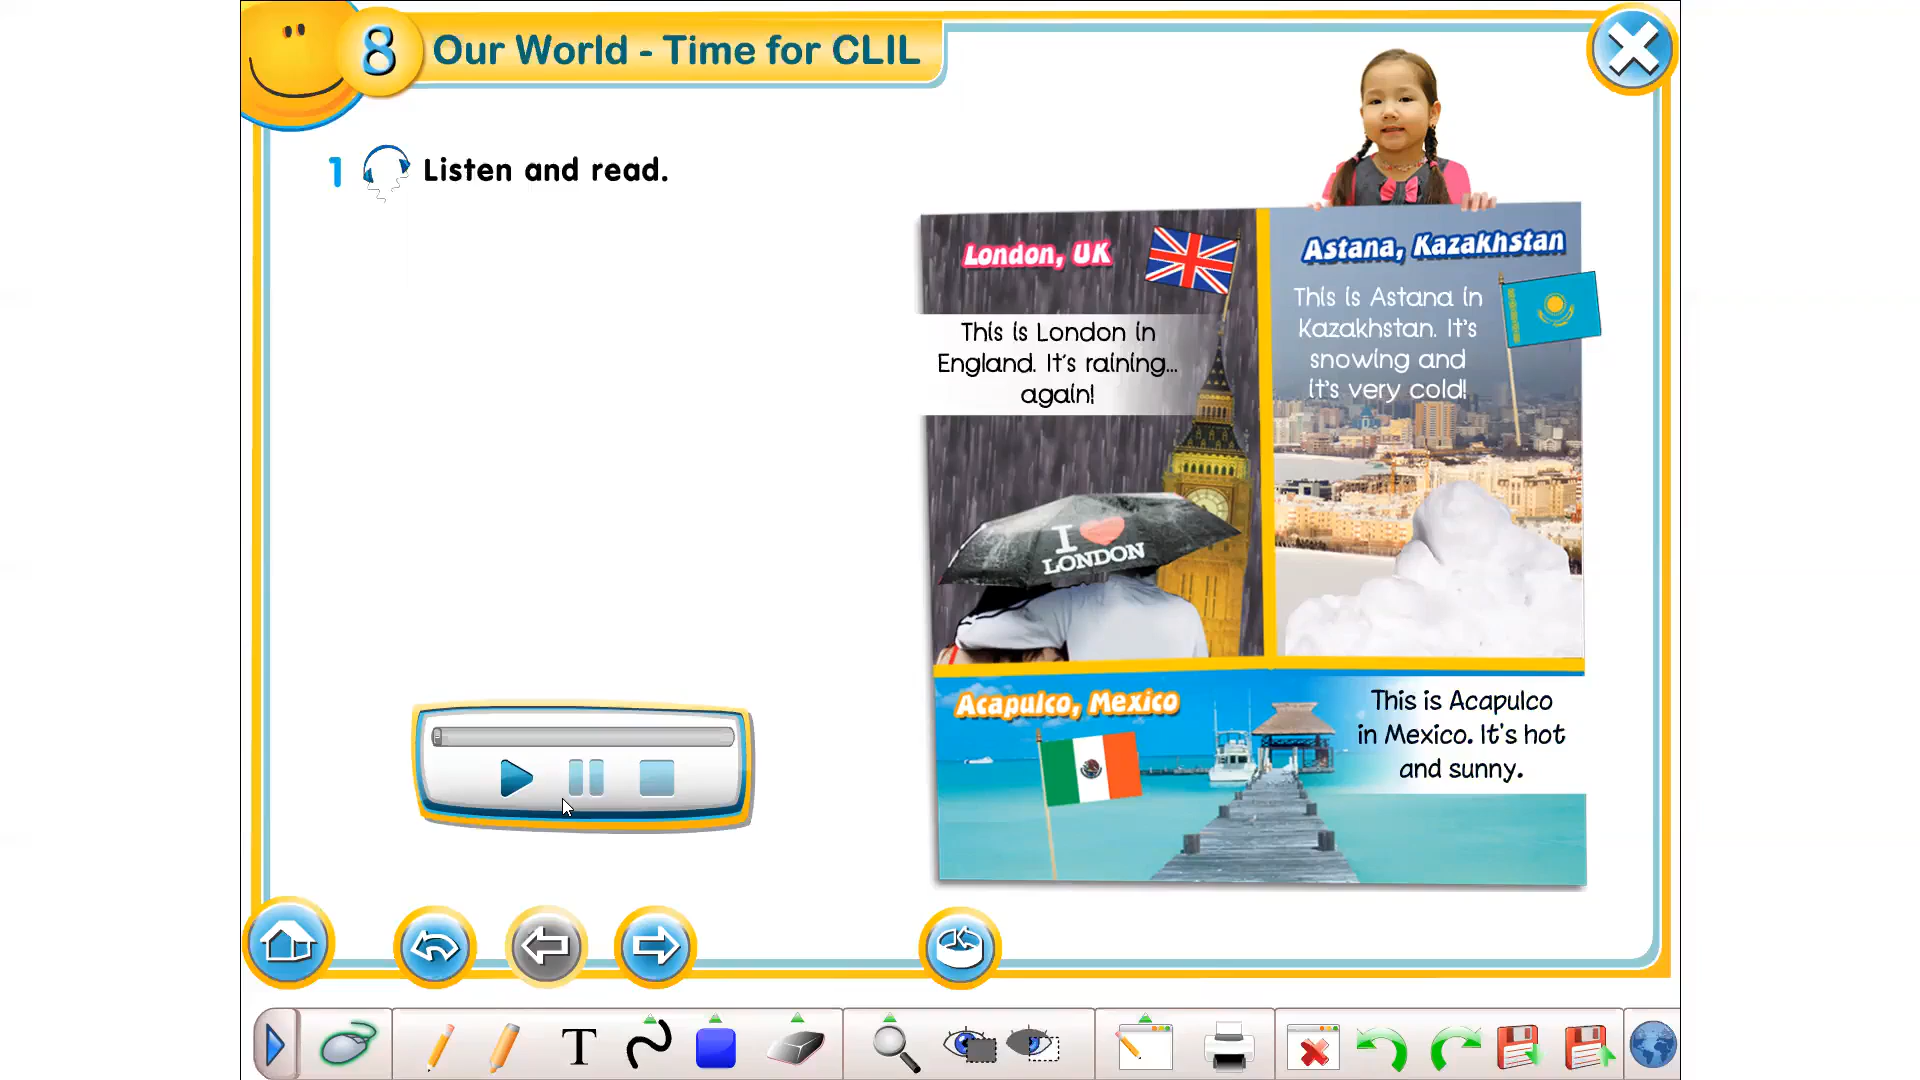 8 Our World - Time for CLIL
1 Listen and read.
London, UK
This is London in
England. It's raining...
again!
I
LONDON
Astana, Kazakhstan
This is Astana in
Kazakhstan. It's
snowing and
it's very cold!
Acapulco, Mexico
This is Acapulco
in Mexico. It's hot
and sunny.
T